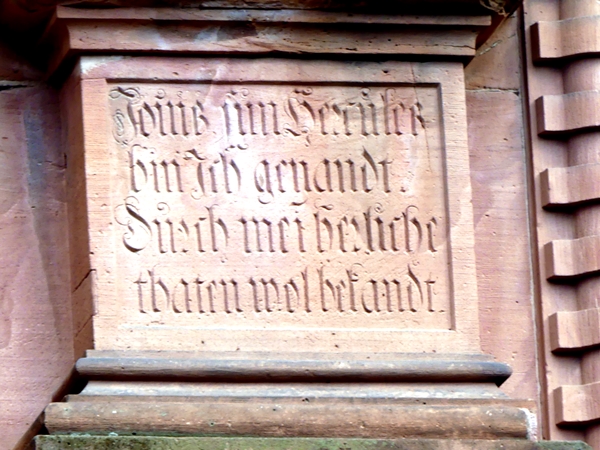 Jouis sun Hercules
bin Ich genandt.
Durch mei herliche
thaten wol bekandt.